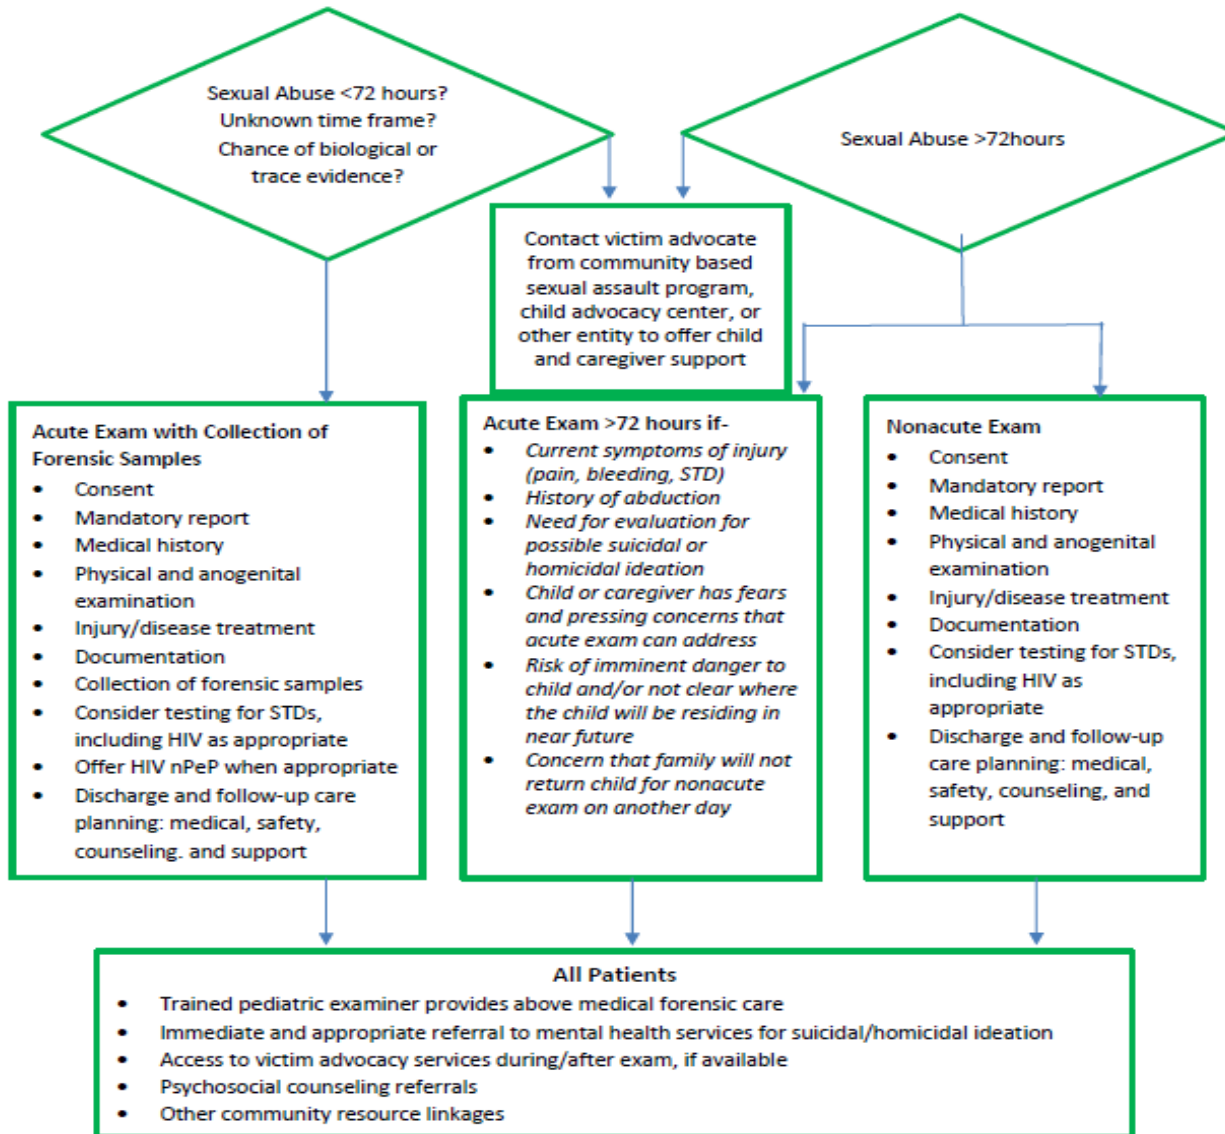 Sexual Abuse <72 hours?
Unknown time frame?
Chance of biological or
trace evidence?
Sexual Abuse >72hours
Contact victim advocate
from community based
sexual assault program,
child advocacy center, or
other entity to offer child
and caregiver support
Acute Exam with Collection of
Forensic Samples
• Consent
• Mandatory report
• Medical history
• Physical and anogenital
examination
• Injury/disease treatment
• Documentation
• Collection of forensic samples
• Consider testing for STDs,
including HIV as appropriate
• Offer HIV nPeP when appropriate
• Discharge and follow-up care
planning: medical, safety,
counseling. and support
Acute Exam >72 hours if-
• Current symptoms of injury
(pain, bleeding, STD)
• History of abduction
• Need for evaluation for
possible suicidal or
homicidal ideation
• Child or caregiver has fears
and pressing concerns that
acute exam can address
• Risk of imminent danger to
child and/or not clear where
the child will be residing in
near future
• Concern that family will not
return child for nonacute
exam on another day
Nonacute Exam
• Consent
• Mandatory report
• Medical history
• Physical and anogenital
examination
• Injury/disease treatment
• Documentation
• Consider testing for STDs,
including HIV as
appropriate
• Discharge and follow-up
care planning: medical,
safety, counseling, and
support
All Patients
• Trained pediatric examiner provides above medical forensic care
• Immediate and appropriate referral to mental health services for suicidal/homicidal ideation
• Access to victim advocacy services during/after exam, if available
• Psychosocial counseling referrals
• Other community resource linkages